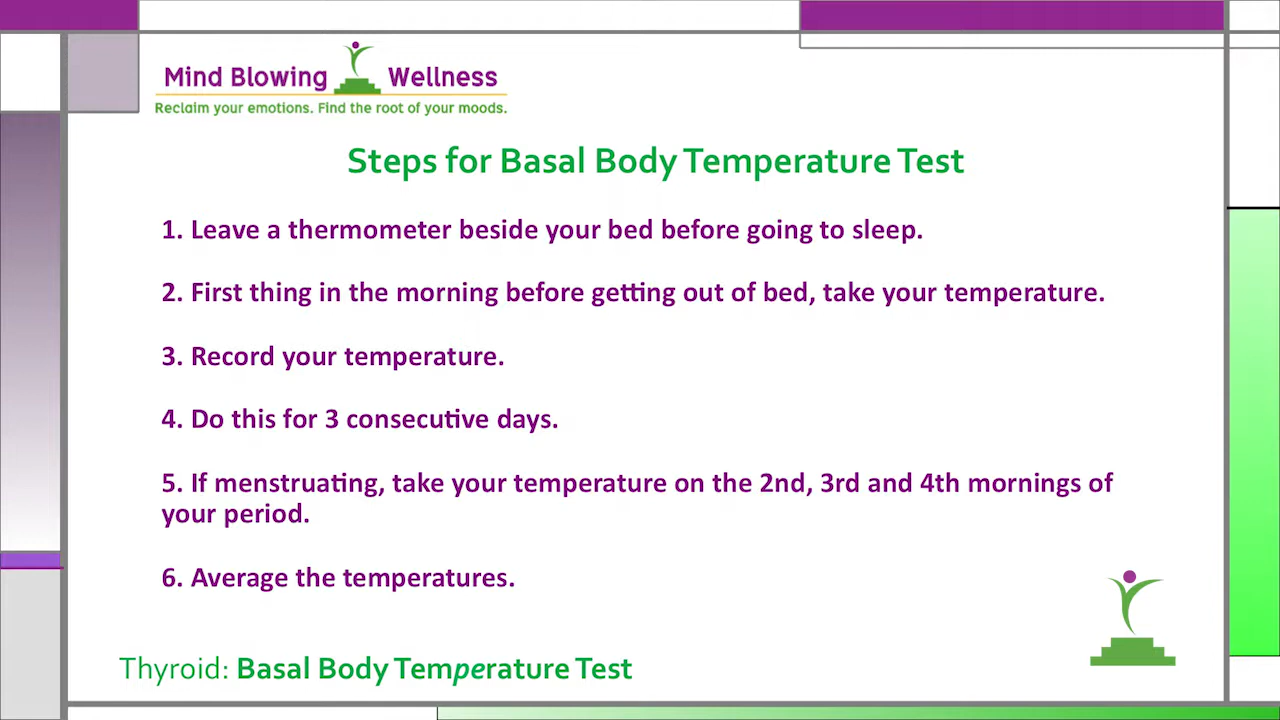 Mind Blowing Wellness
Reclaim your emotions. Find the root of your moods.
Steps for Basal Body Temperature Test
1. Leave a thermometer beside your bed before going to sleep.
2. First thing in the morning before getting out of bed, take your temperature.
3. Record your temperature.
4. Do this for 3 consecutive days.
5. If menstruating, take your temperature on the 2nd, 3rd and 4th mornings of
your period.
6. Average the temperatures.
Thyroid: Basal Body Temperature Test